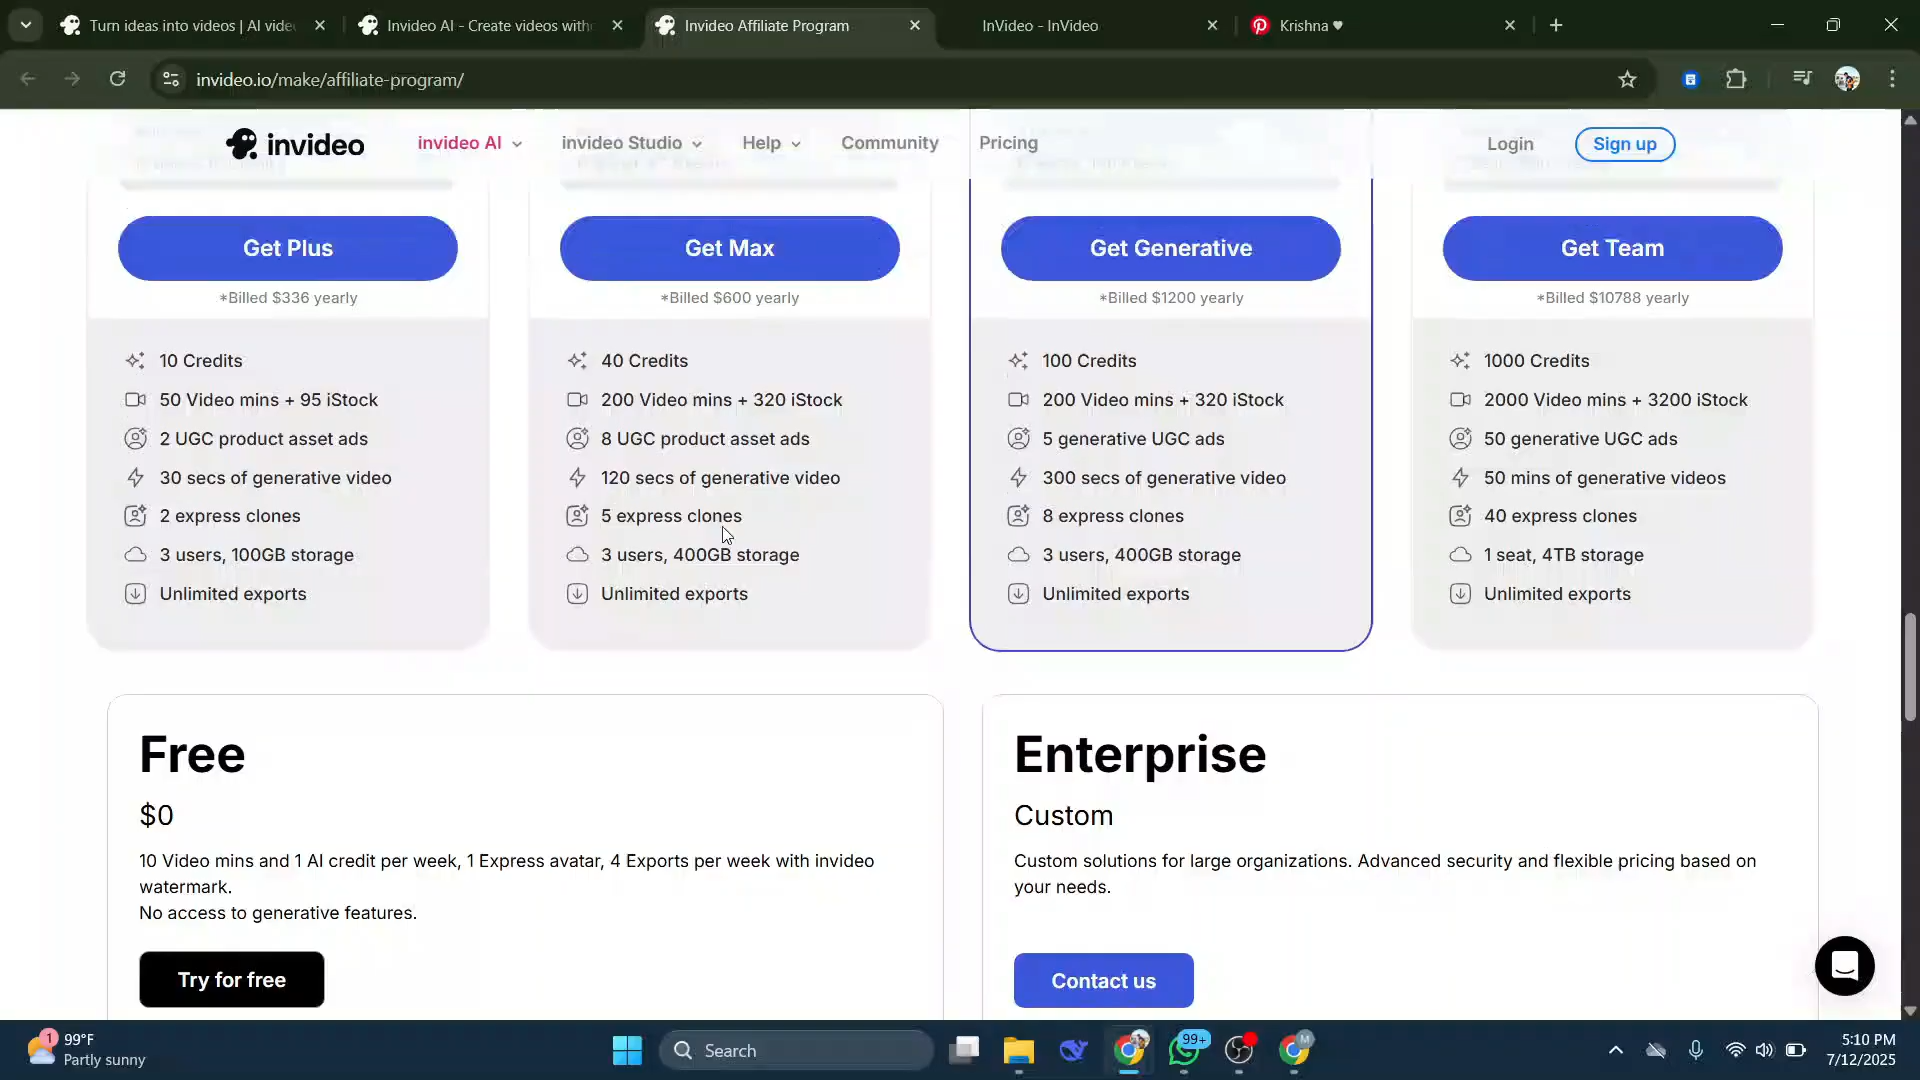 Turn ideas into videos | AI vide
Invideo AI - Create videos with
Invideo Affiliate Program
InVideo - InVideo
Krishna ♥
invideo.io/make/affiliate-program/
invideo
invideo AI
invideo Studio
Help
Community
Pricing
Login
Sign up
Get Plus
Get Max
Get Generative
Get Team
*Billed $336 yearly
*Billed $600 yearly
*Billed $1200 yearly
*Billed $10788 yearly
10 Credits
50 Video mins + 95 iStock
2 UGC product asset ads
30 secs of generative video
2 express clones
3 users, 100GB storage
Unlimited exports
40 Credits
200 Video mins + 320 iStock
8 UGC product asset ads
120 secs of generative video
5 express clones
3 users, 400GB storage
Unlimited exports
100 Credits
200 Video mins + 320 iStock
5 generative UGC ads
300 secs of generative video
8 express clones
3 users, 400GB storage
Unlimited exports
1000 Credits
2000 Video mins + 3200 iStock
50 generative UGC ads
50 mins of generative videos
40 express clones
1 seat, 4TB storage
Unlimited exports
Free
$0
10 Video mins and 1 AI credit per week, 1 Express avatar, 4 Exports per week with invideo
watermark.
No access to generative features.
Try for free
Enterprise
Custom
Custom solutions for large organizations. Advanced security and flexible pricing based on
your needs.
Contact us
1
99°F
Partly sunny
Search
99+
M
5:10 PM
7/12/2025